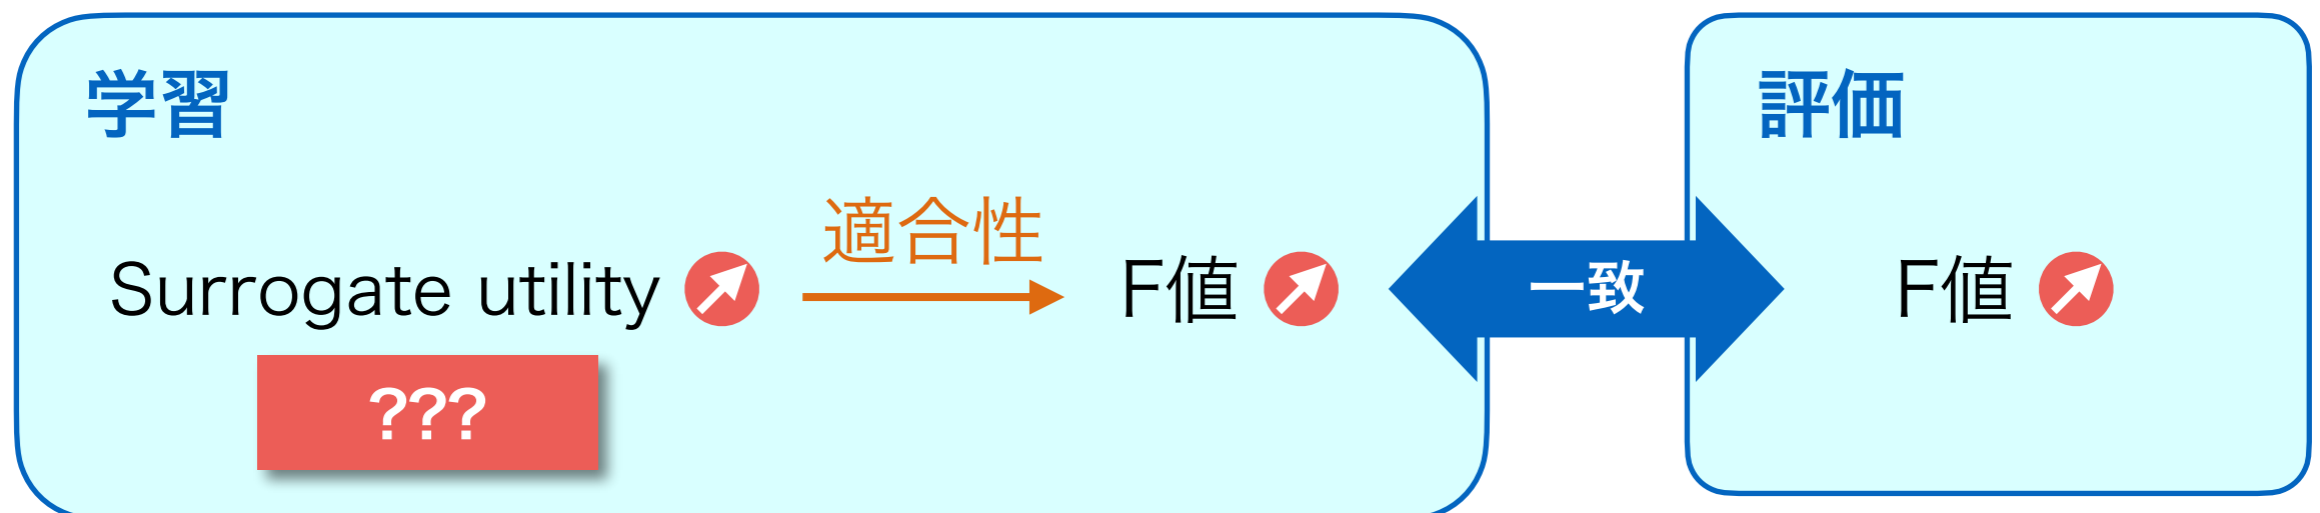 学習
評価
適合性
Surrogate utility
F値
一致
F値
???